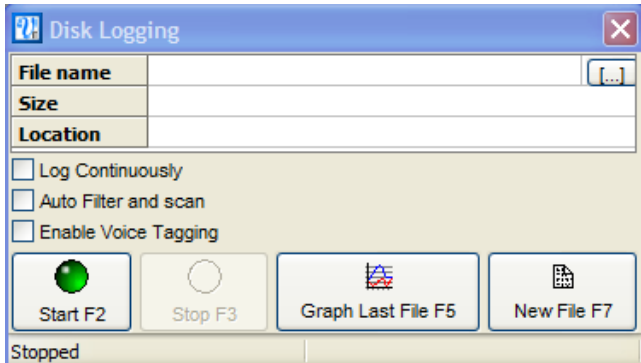 Disk Logging
File name [...]
Size
Location
Log Continuously
Auto Filter and scan
Enable Voice Tagging
Start F2 Stop F3 Graph Last File F5 New File F7
Stopped